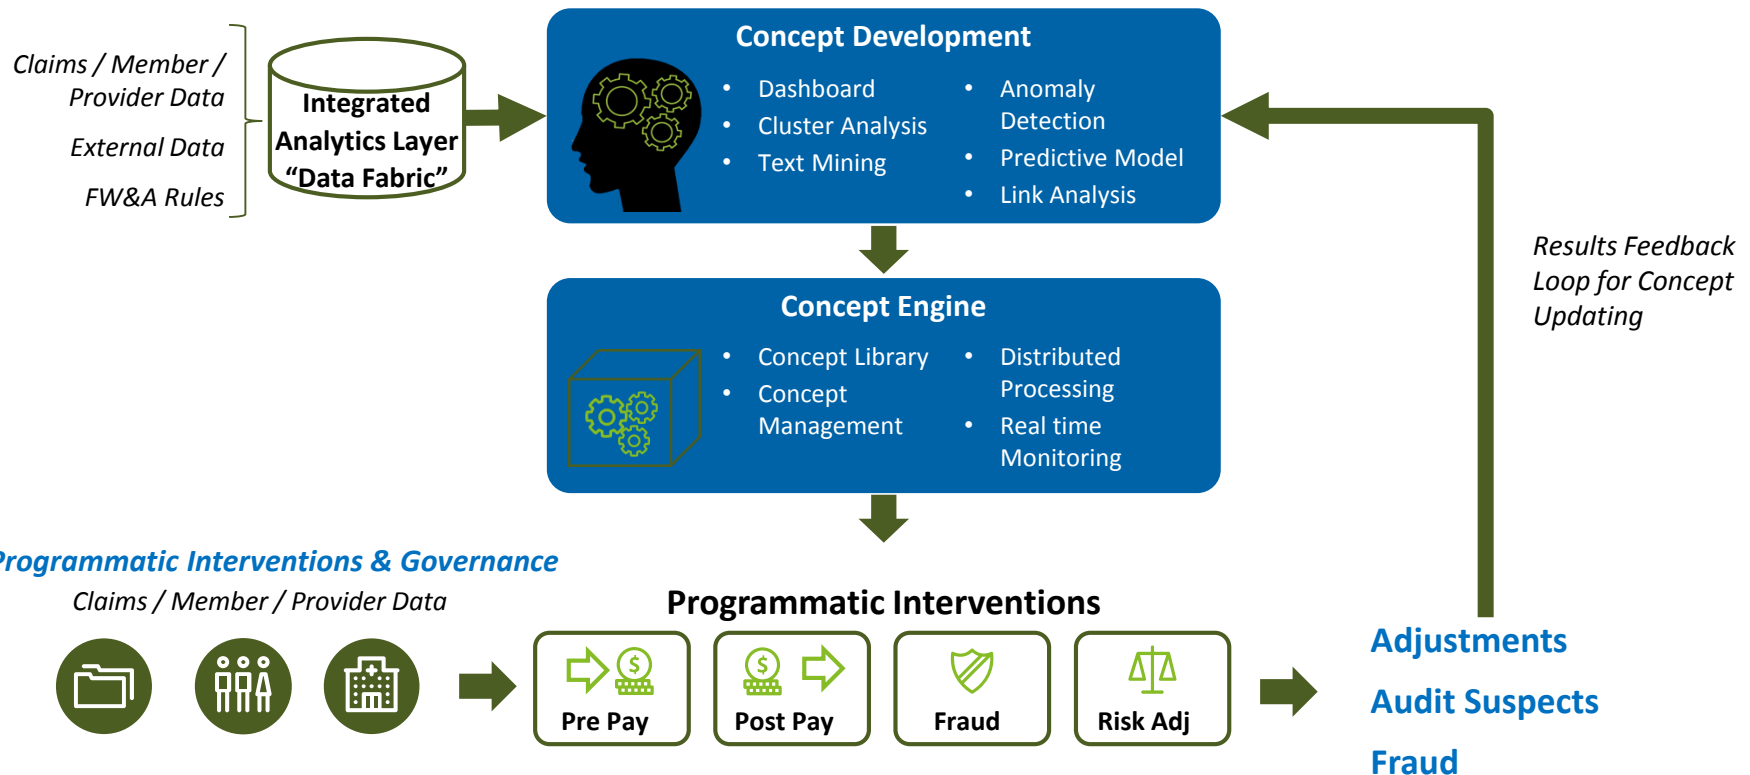 Claims / Member /
Provider Data
External Data
FW&A Rules
Integrated
Analytics Layer
“Data Fabric”
Concept Development
• Dashboard
• Cluster Analysis
• Text Mining
• Anomaly
Detection
• Predictive Model
• Link Analysis
Results Feedback
Loop for Concept
Updating
Concept Engine
• Concept Library
• Concept
Management
• Distributed
Processing
• Real time
Monitoring
Programmatic Interventions & Governance
Claims / Member / Provider Data
Programmatic Interventions
$
Pre Pay
$
Post Pay
Fraud
Risk Adj
Adjustments
Audit Suspects
Fraud